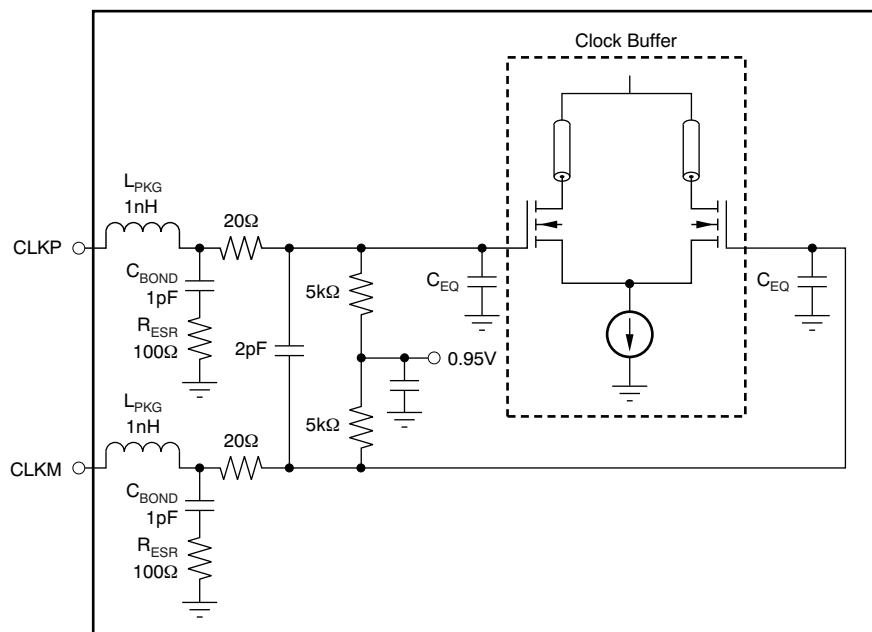 Clock Buffer
L_PKG
1nH
20Ω
CLKP
C_BOND
1pF
R_ESR
100Ω
5kΩ
C_EQ
C_EQ
2pF
0.95V
L_PKG
1nH
20Ω
5kΩ
CLKM
C_BOND
1pF
R_ESR
100Ω